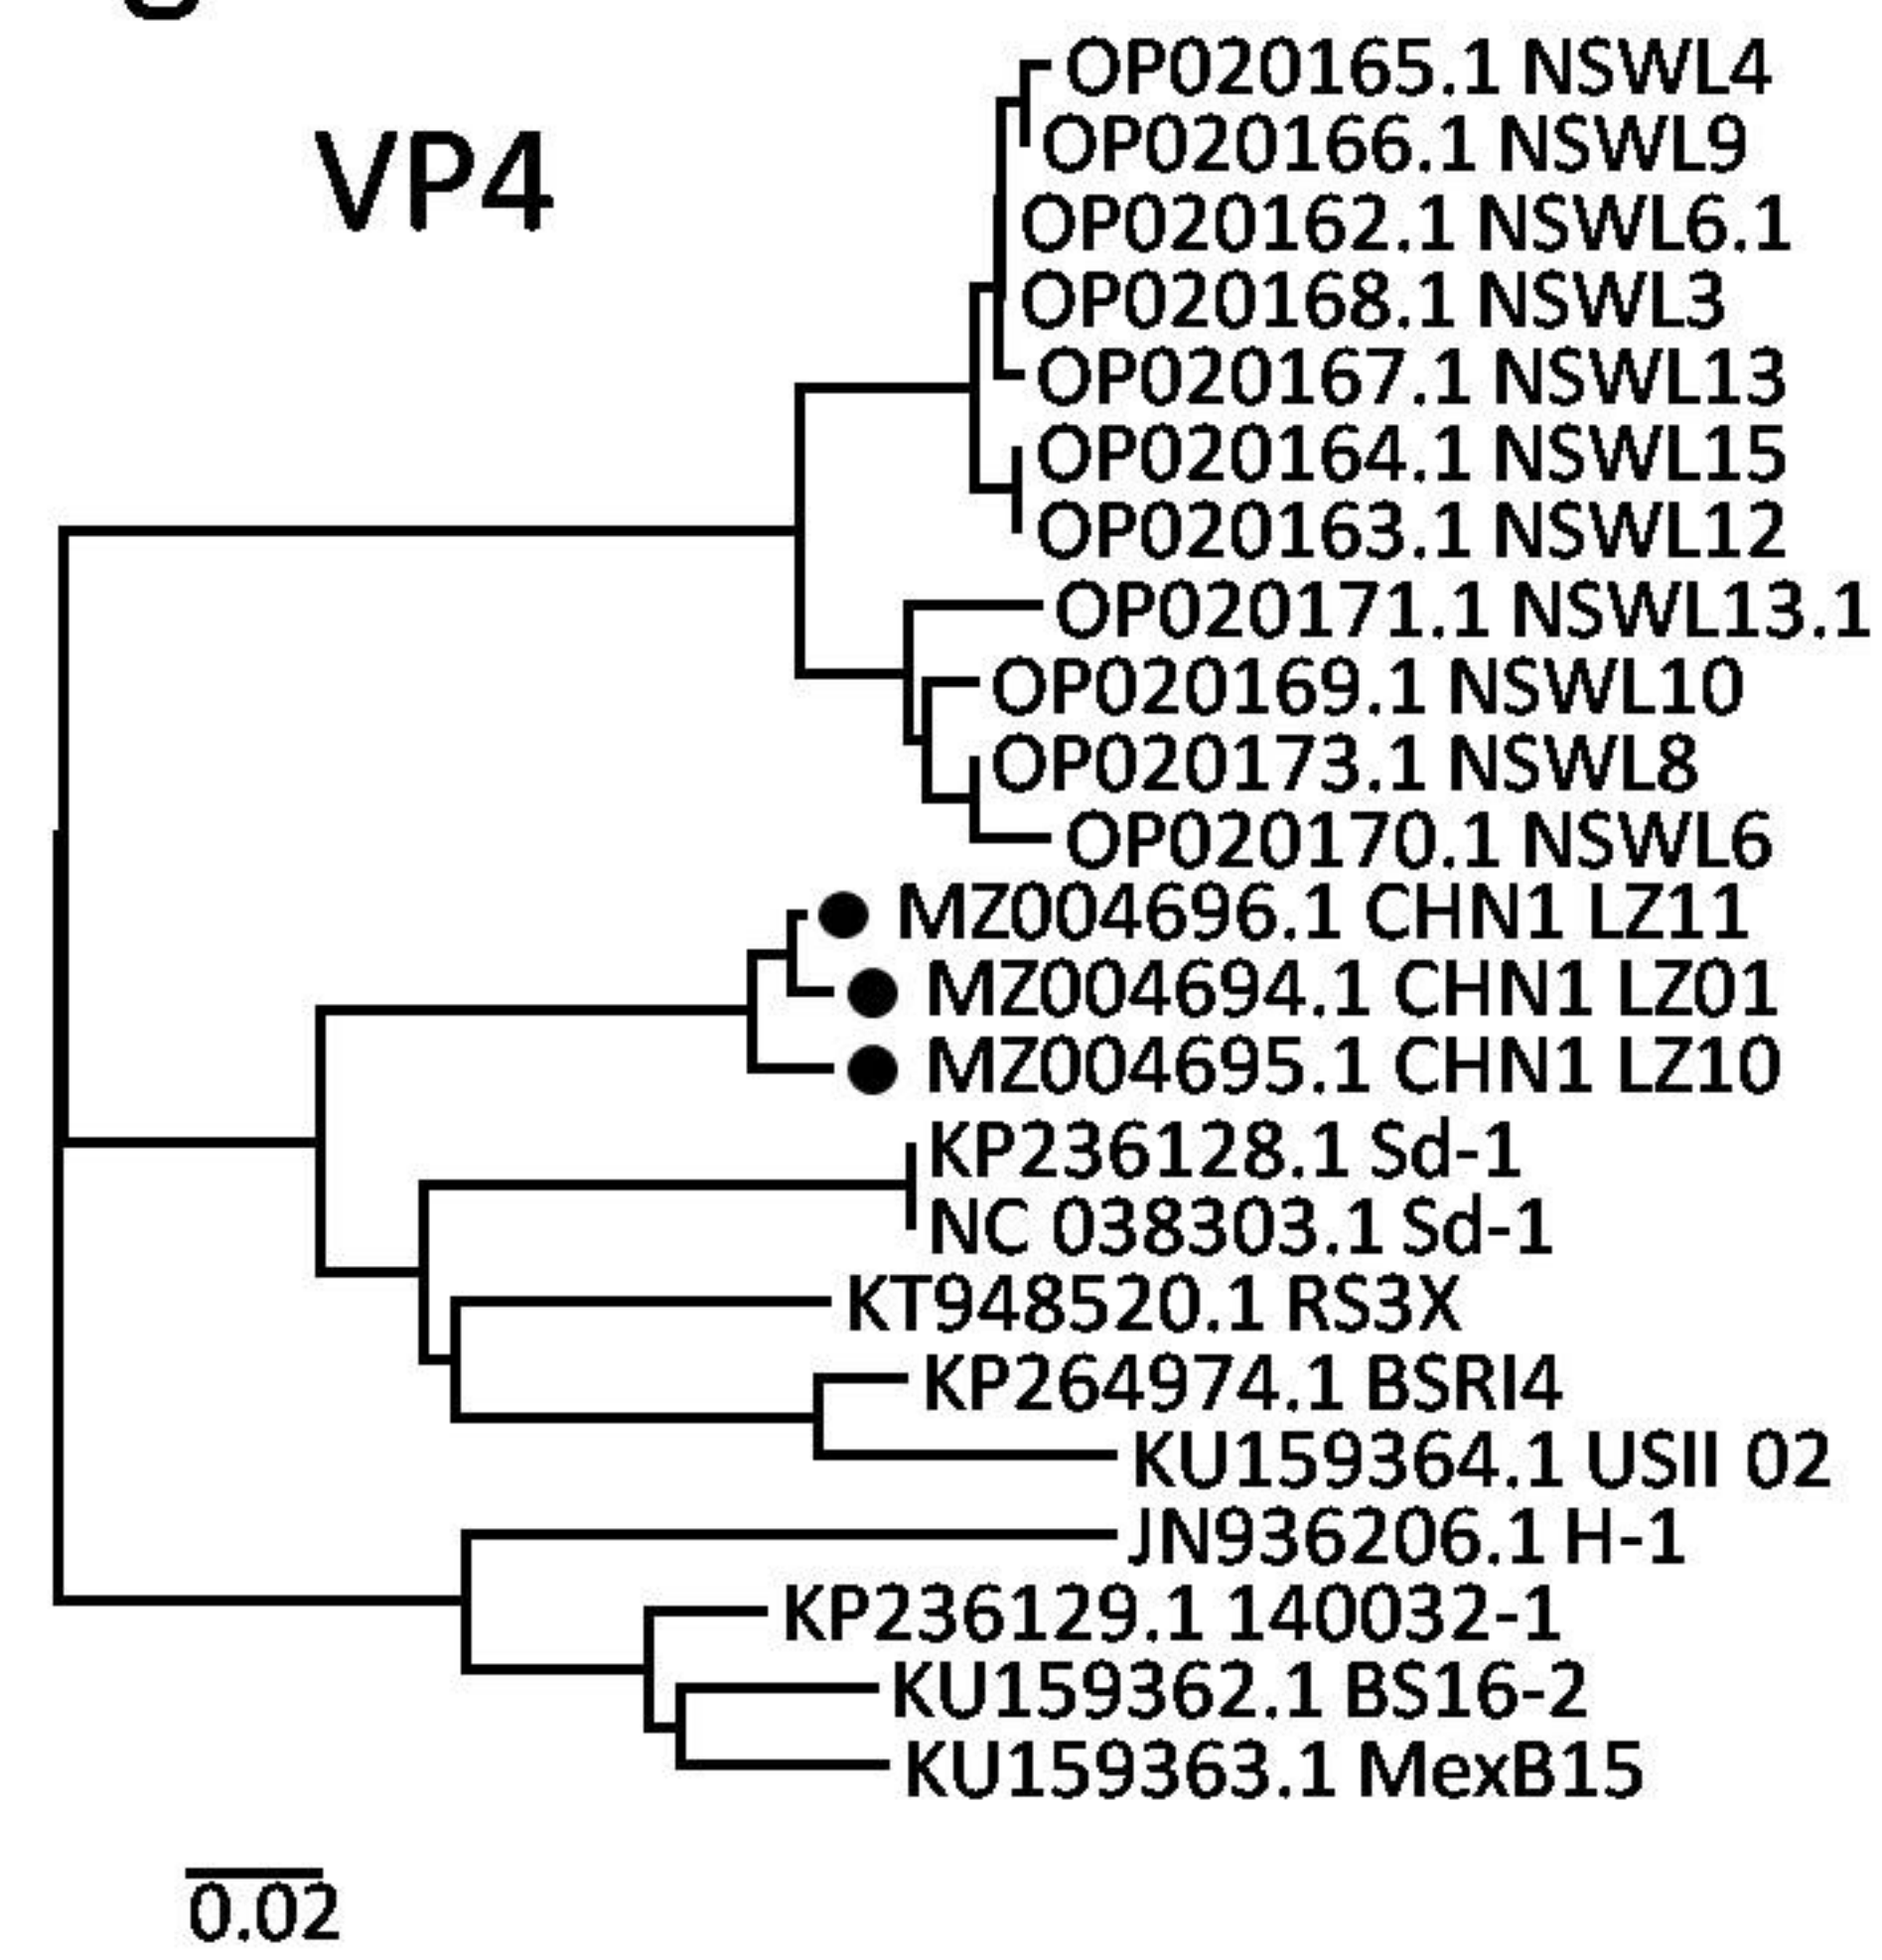 VP4
OP020165.1 NSWL4
OP020166.1 NSWL9
OP020162.1 NSWL6.1
OP020168.1 NSWL3
OP020167.1 NSWL13
OP020164.1 NSWL15
OP020163.1 NSWL12
OP020171.1 NSWL13.1
OP020169.1 NSWL10
OP020173.1 NSWL8
OP020170.1 NSWL6
MZ004696.1 CHN1 LZ11
MZ004694.1 CHN1 LZ01
MZ004695.1 CHN1 LZ10
KP236128.1 Sd-1
NC 038303.1 Sd-1
KT948520.1 RS3X
KP264974.1 BSRI4
KU159364.1 USII 02
JN936206.1 H-1
KP236129.1 140032-1
KU159362.1 BS16-2
KU159363.1 MexB15
0.02